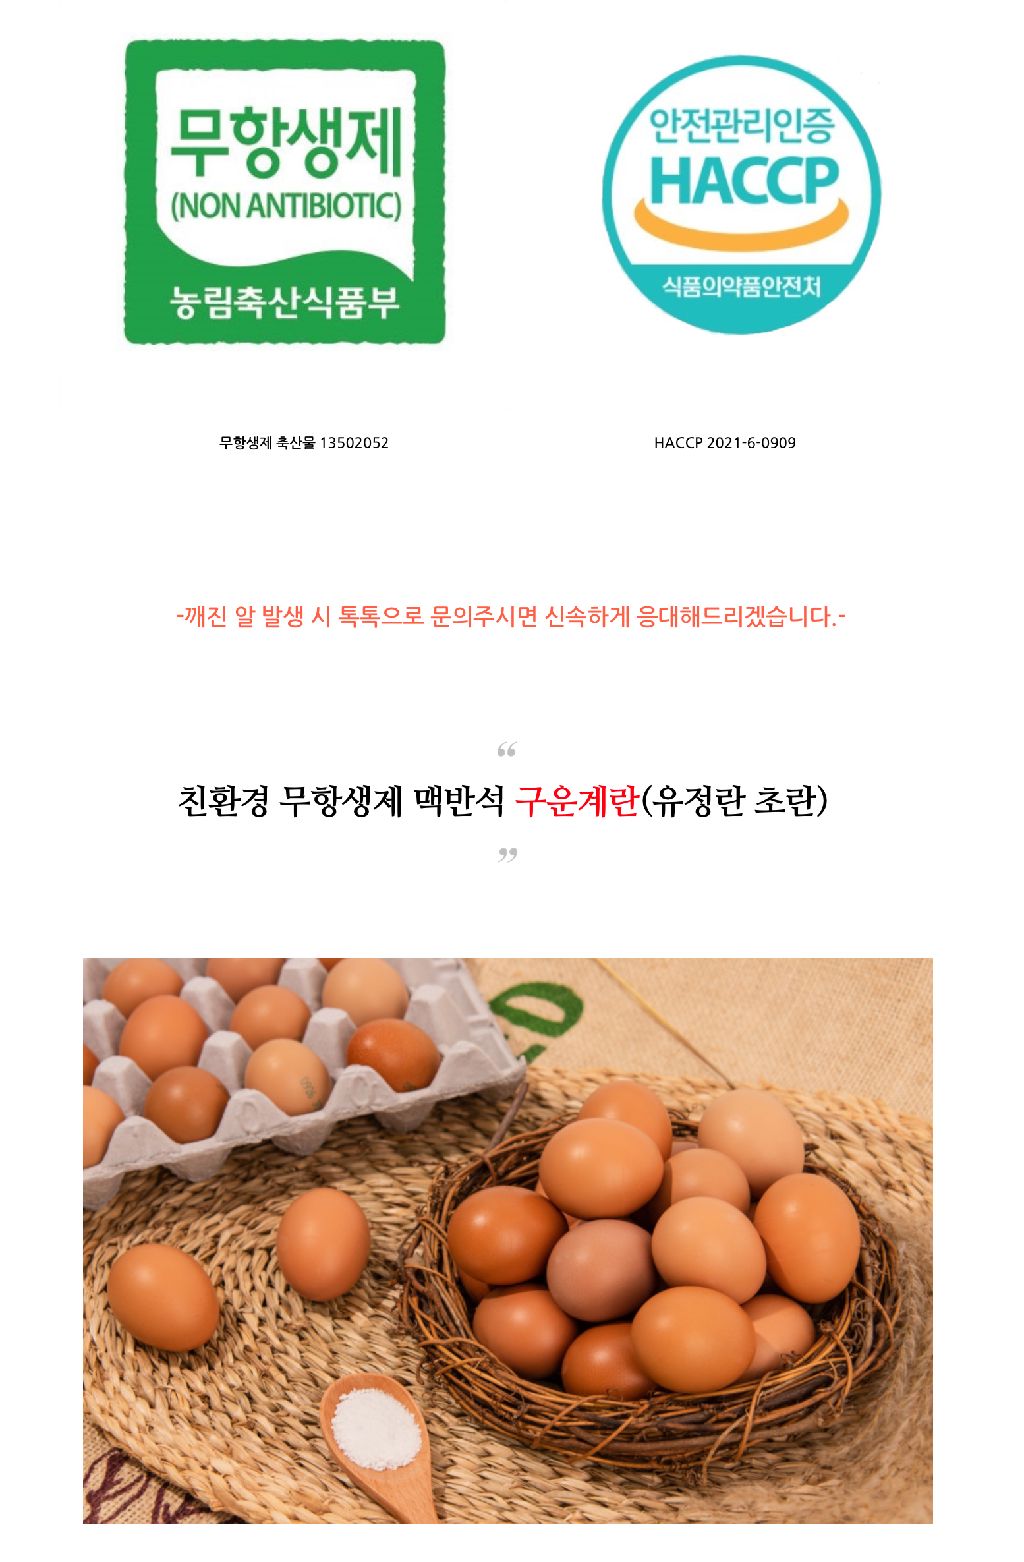 무항생제
(NON ANTIBIOTIC)
농림축산식품부
안전관리인증
HACCP
식품의약품안전처
무항생제 축산물 13502052
HACCP 2021-6-0909
-깨진 알 발생 시 톡톡으로 문의주시면 신속하게 응대해드리겠습니다.-
“
친환경 무항생제 맥반석 구운계란(유정란 초란)
”